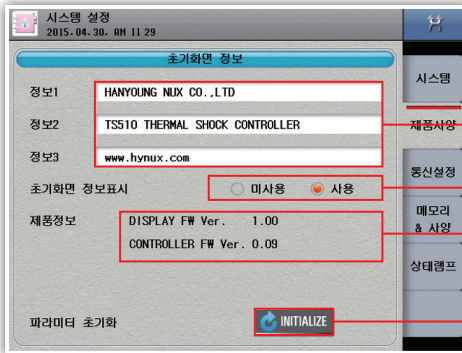 시스템 설정
2015.04.30. AM 11 29
초기화면 정보
정보1 HANYOUNG NUX CO.,LTD
정보2 TS510 THERMAL SHOCK CONTROLLER
정보3 www.hynux.com
초기화면 정보표시 미사용 사용
제품정보 DISPLAY FW Ver. 1.00
CONTROLLER FW Ver. 0.09
파라미터 초기화 INITIALIZE
시스템
제품사양
통신설정
메모리
& 사양
상태램프